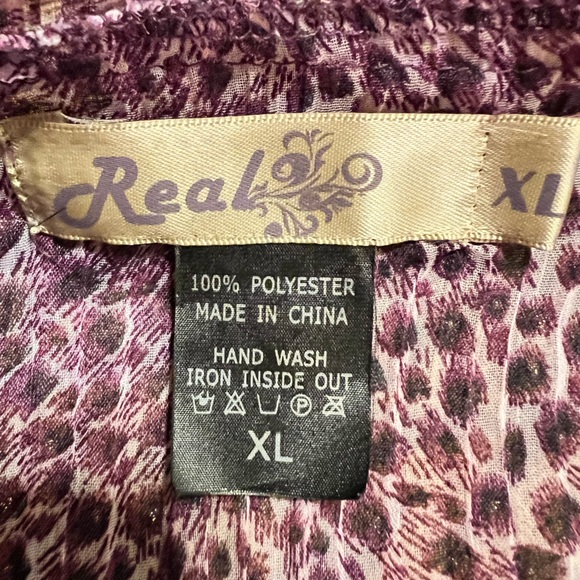 Real XL
100% POLYESTER
MADE IN CHINA
HAND WASH
IRON INSIDE OUT
XL